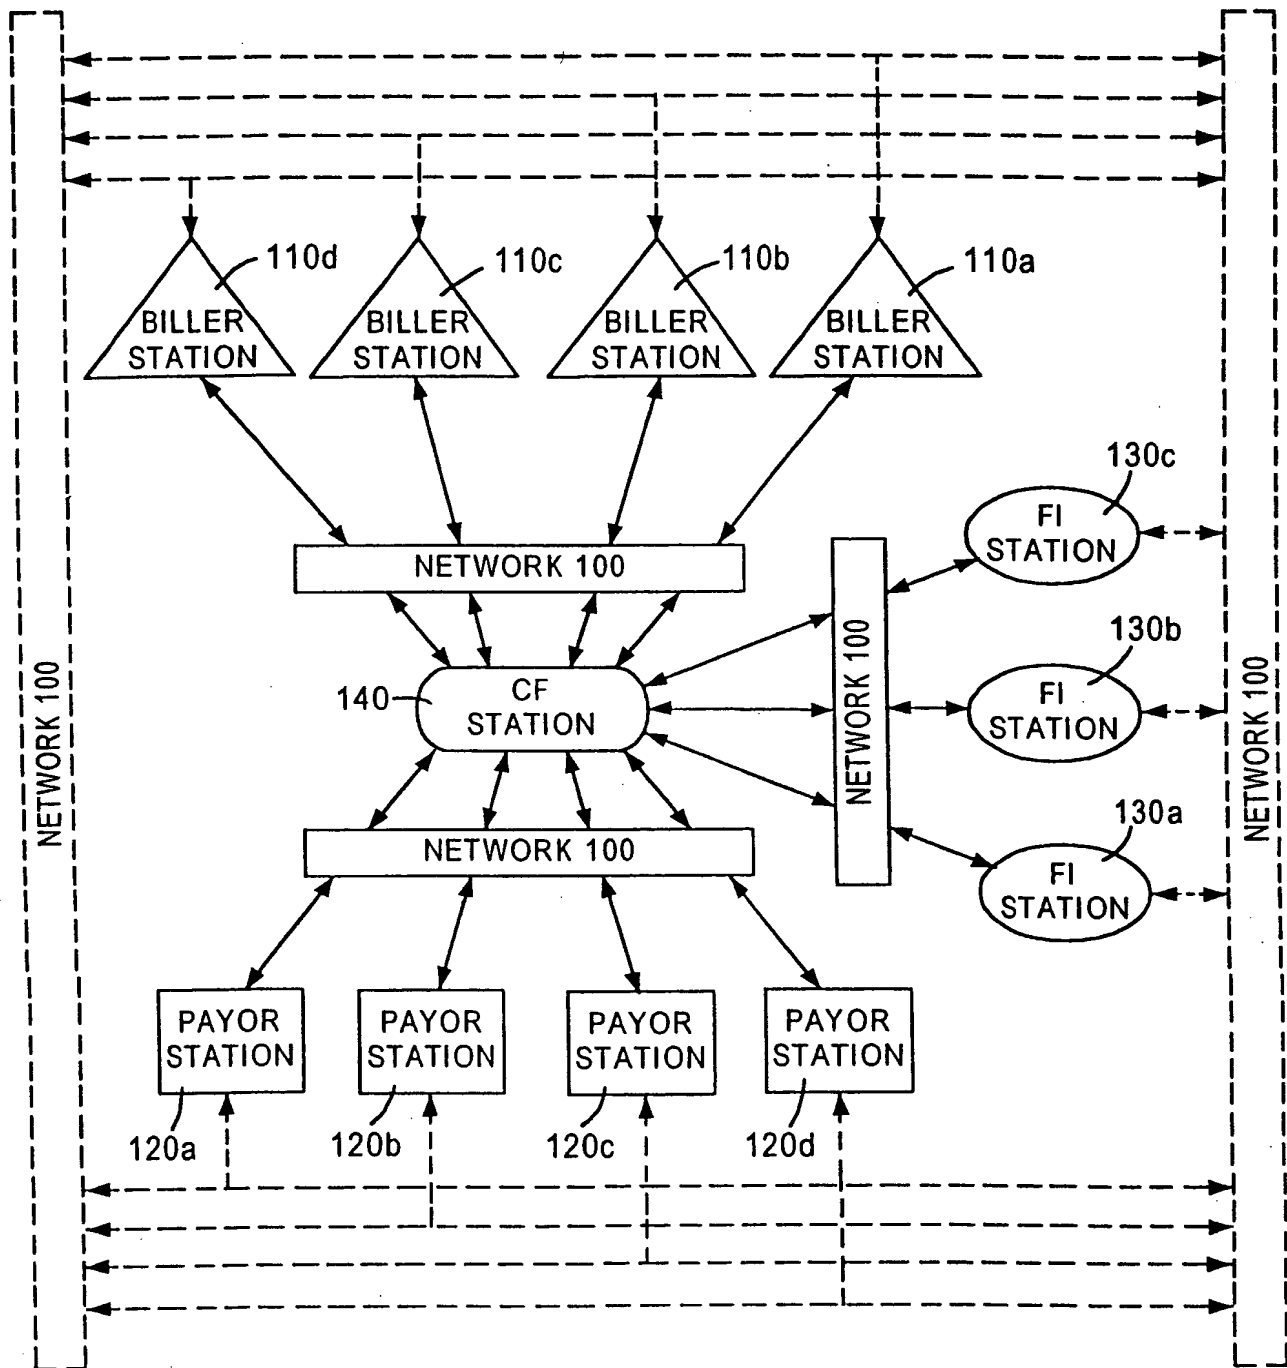 110d
110c
110b
110a
BILLER
STATION
BILLER
STATION
BILLER
STATION
BILLER
STATION
130c
FI
STATION
NETWORK 100
NETWORK 100
130b
FI
STATION
NETWORK 100
140
CF
STATION
NETWORK 100
NETWORK 100
130a
FI
STATION
NETWORK 100
PAYOR
STATION
PAYOR
STATION
PAYOR
STATION
PAYOR
STATION
120a
120b
120c
120d